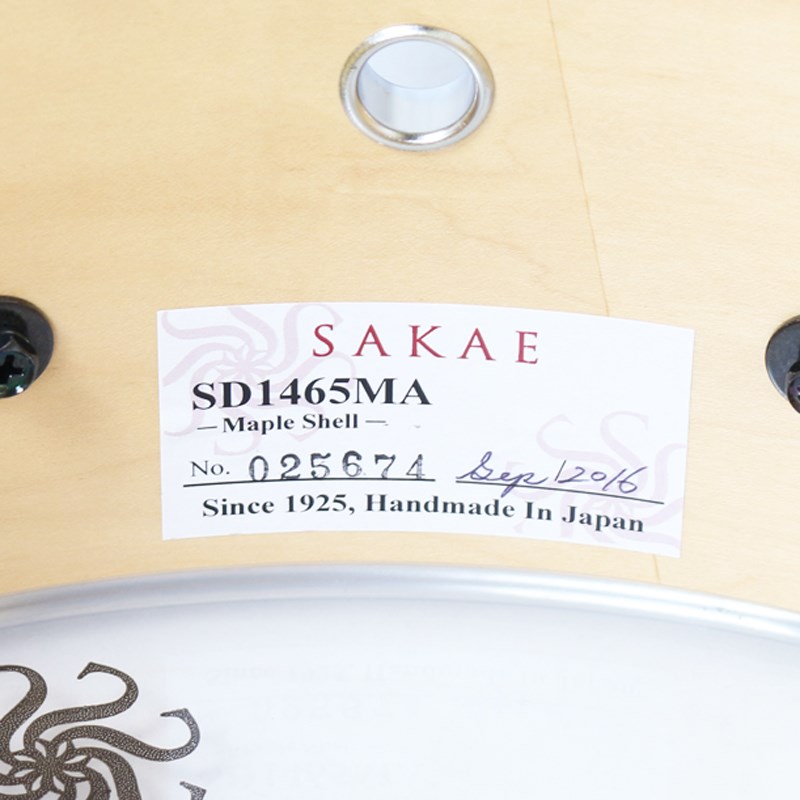 SAKAE
SD1465MA
— Maple Shell —
No. 025674 Sep/2016
Since 1925, Handmade In Japan